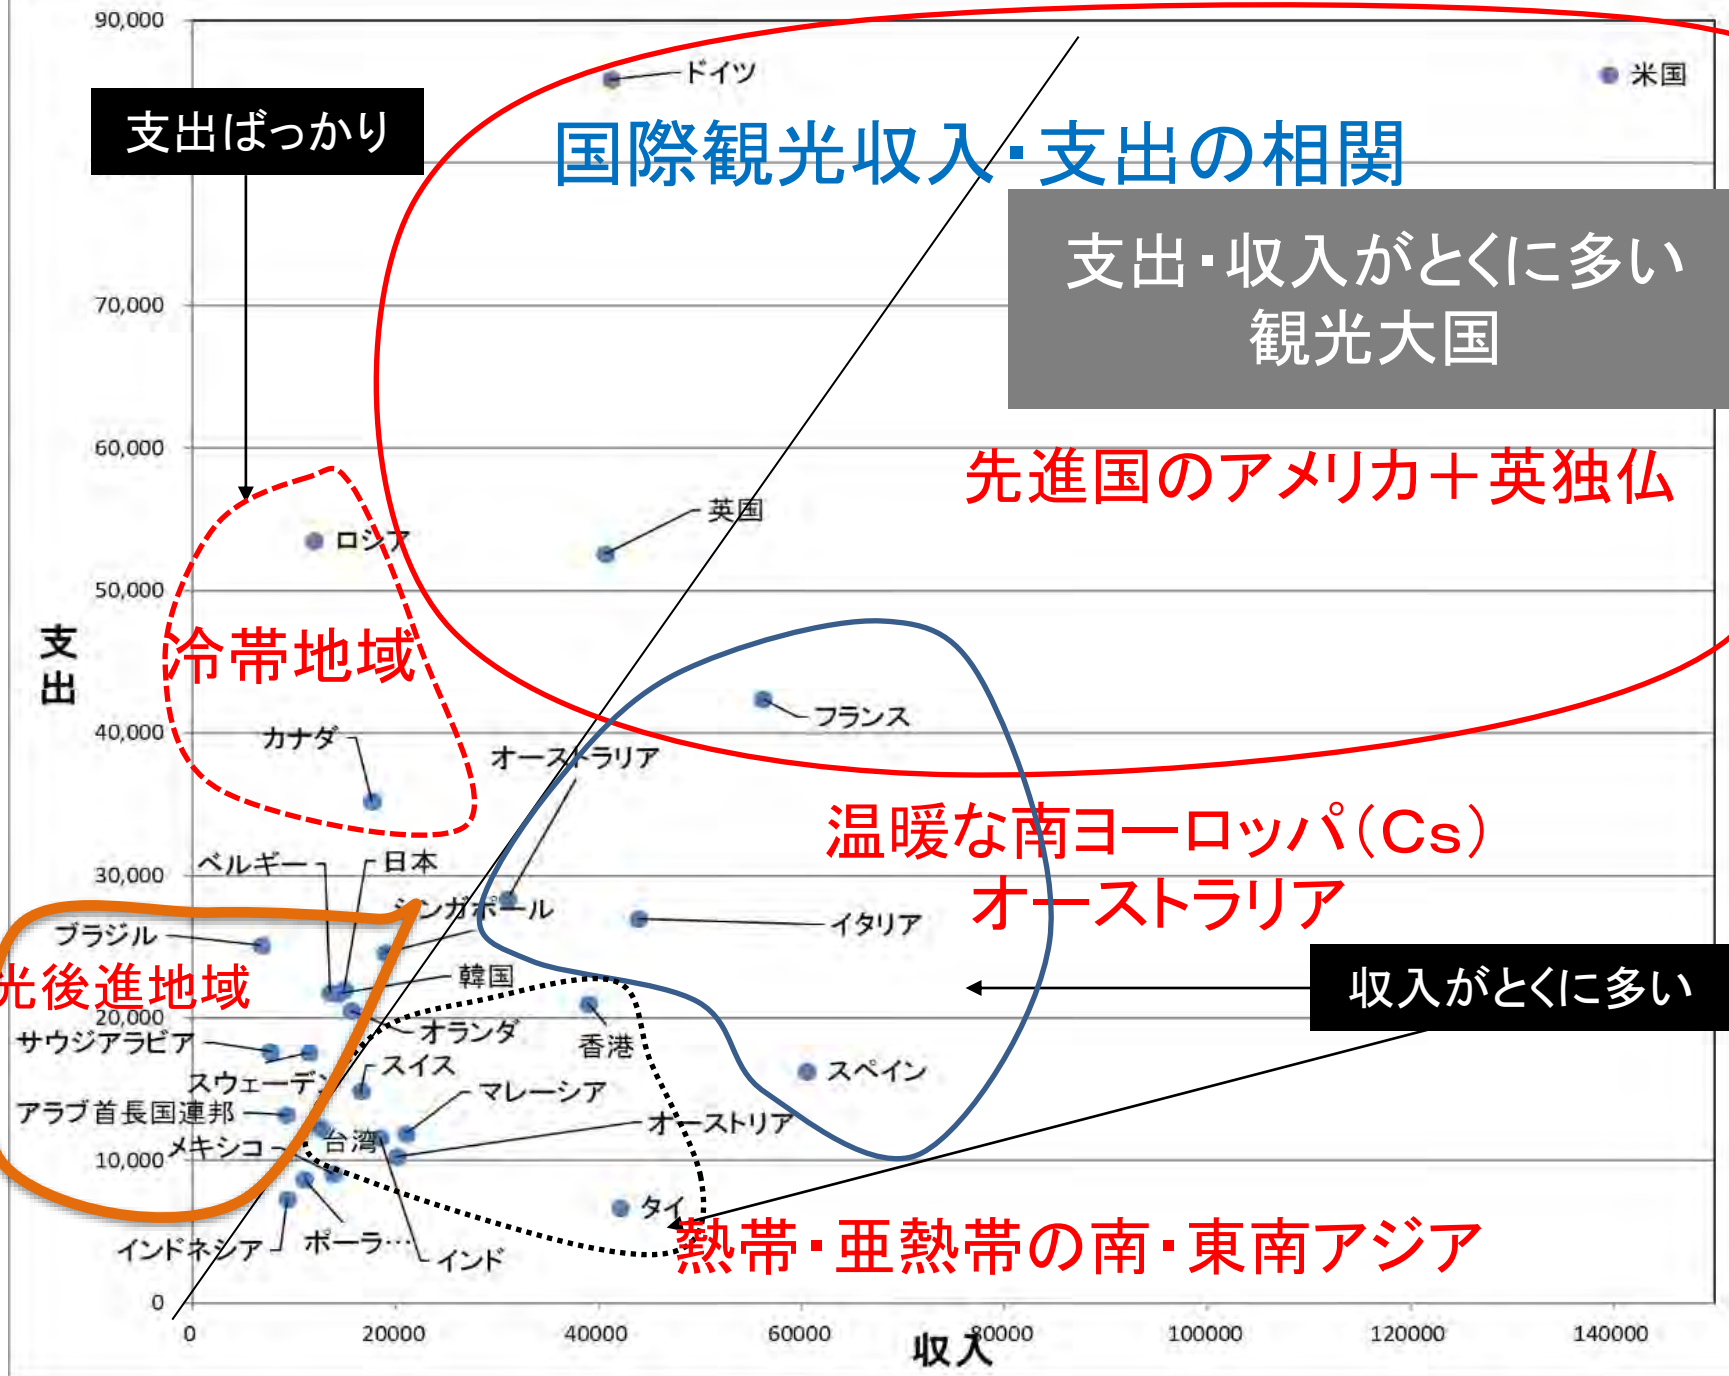 90,000
ドイツ
米国
支出ばっかり
国際観光収入・支出の相関
支出・収入がとくに多い
観光大国
70,000
60,000
先進国のアメリカ＋英独仏
英国
ロシア
50,000
支出
令帯地域
カナダ
40,000
フランス
オーストラリア
温暖な南ヨーロッパ（Cs）
オーストラリア
ベルギー
日本
30,000
シンガポール
イタリア
ブラジル
光後進地域
韓国
収入がとくに多い
20,000
オランダ
香港
サウジアラビア
スウェーデン
スイス
スペイン
マレーシア
アラブ首長国連邦
台湾
オーストリア
メキシコ
10,000
タイ
熱帯・亜熱帯の南・東南アジア
インドネシア
ポーラ…
インド
0
0
20000
40000
60000
80000
100000
120000
140000
収入